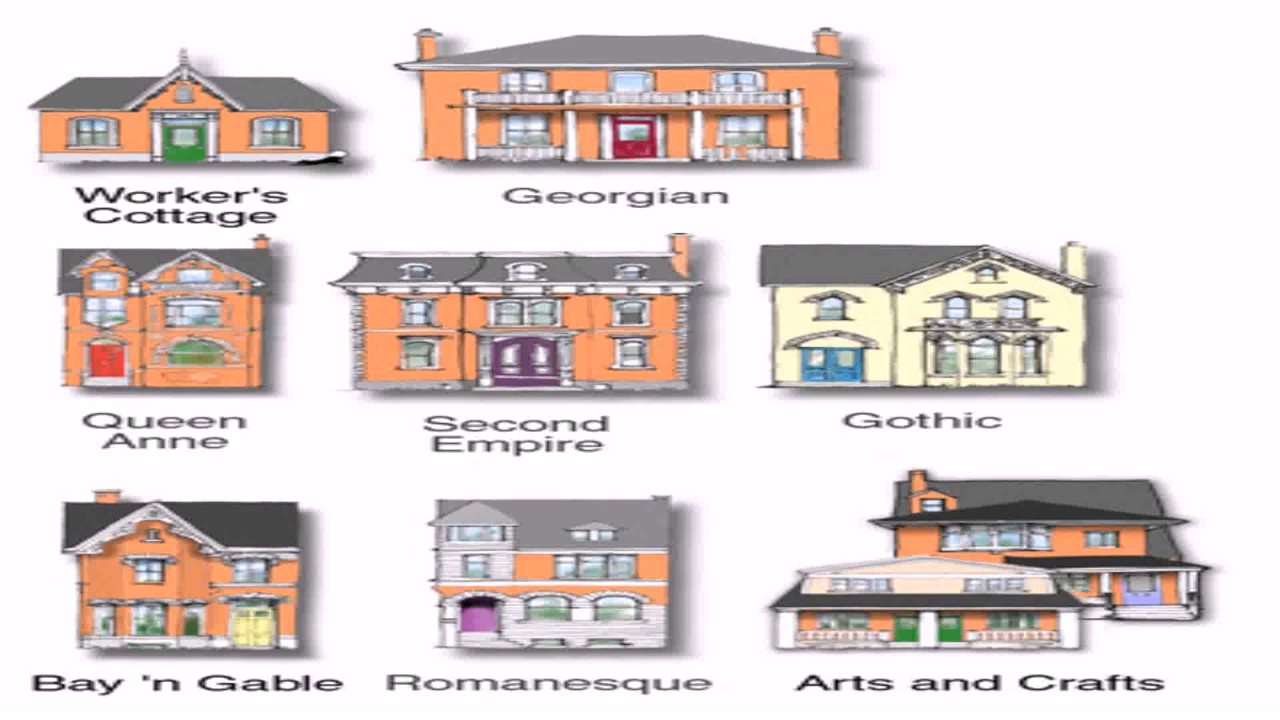 Worker's
Cottage
Georgian
Queen
Anne
Second
Empire
Gothic
Bay 'n Gable
Romanesque
Arts and Crafts